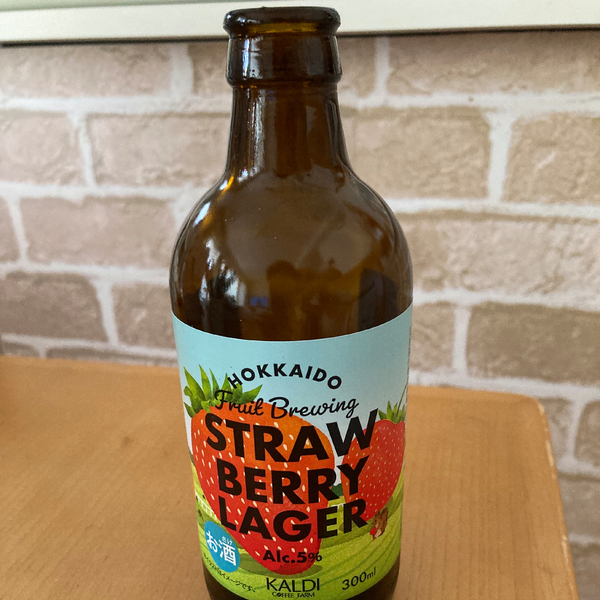 HOKKAIDO
Fruit Brewing
STRAW
BERRY
LAGER
Alc.5%
お酒
KALDI
COFFEE FARM
300ml